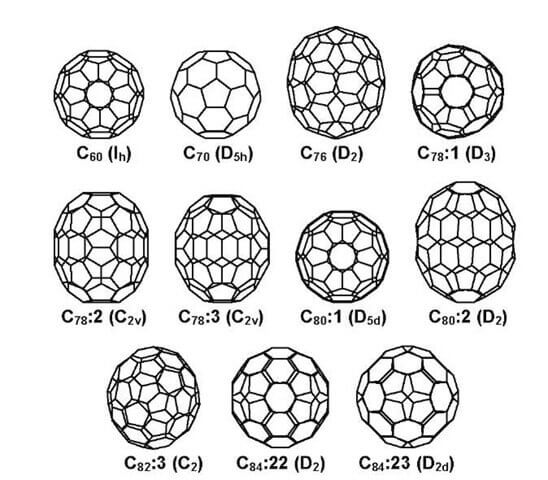 C₆₀ (Iₕ)
C₇₀ (D₅ₕ)
C₇₆ (D₂)
C₇₈:1 (D₃)
C₇₈:2 (C₂ᵥ)
C₇₈:3 (C₂ᵥ)
C₈₀:1 (D₅d)
C₈₀:2 (D₂)
C₈₂:3 (C₂)
C₈₄:22 (D₂)
C₈₄:23 (D₂d)